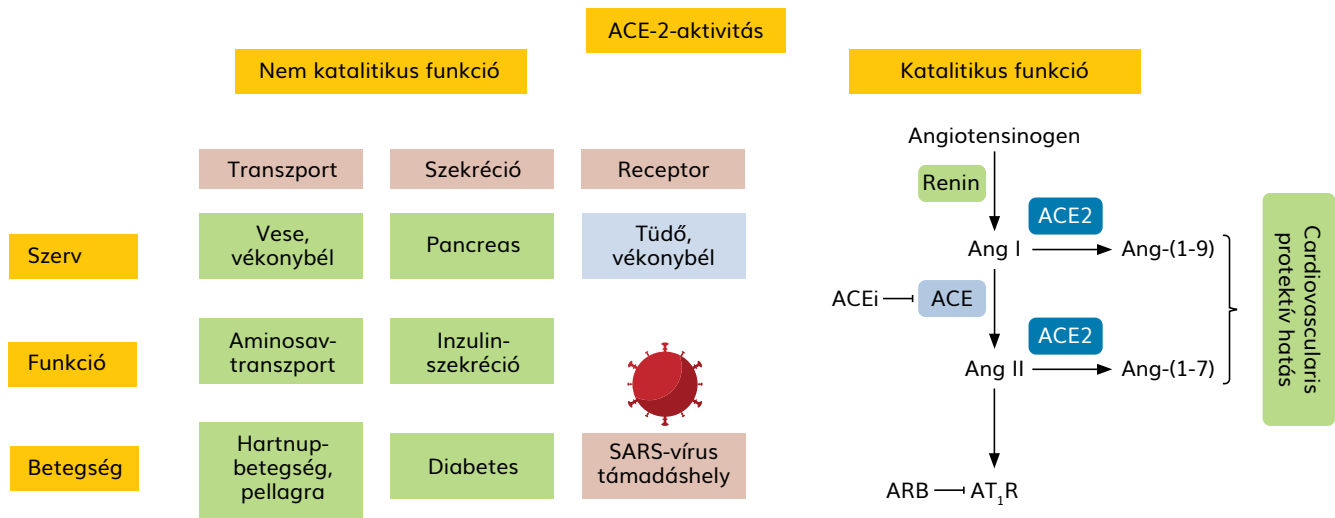 ACE-2-aktivitás
Nem katalitikus funkció
Katalitikus funkció
Transzport
Szekréció
Receptor
Szerv
Vese,
vékonybél
Pancreas
Tüdő,
vékonybél
Funkció
Aminosav-
transzport
Inzulin-
szekréció
Betegség
Hartnup-
betegség,
pellagra
Diabetes
SARS-vírus
támadáshely
Angiotensinogen
Renin
ACE2
Ang I
Ang-(1-9)
ACEi
ACE
ACE2
Ang II
Ang-(1-7)
ARB
AT₁R
Cardiovascularis
protektív hatás